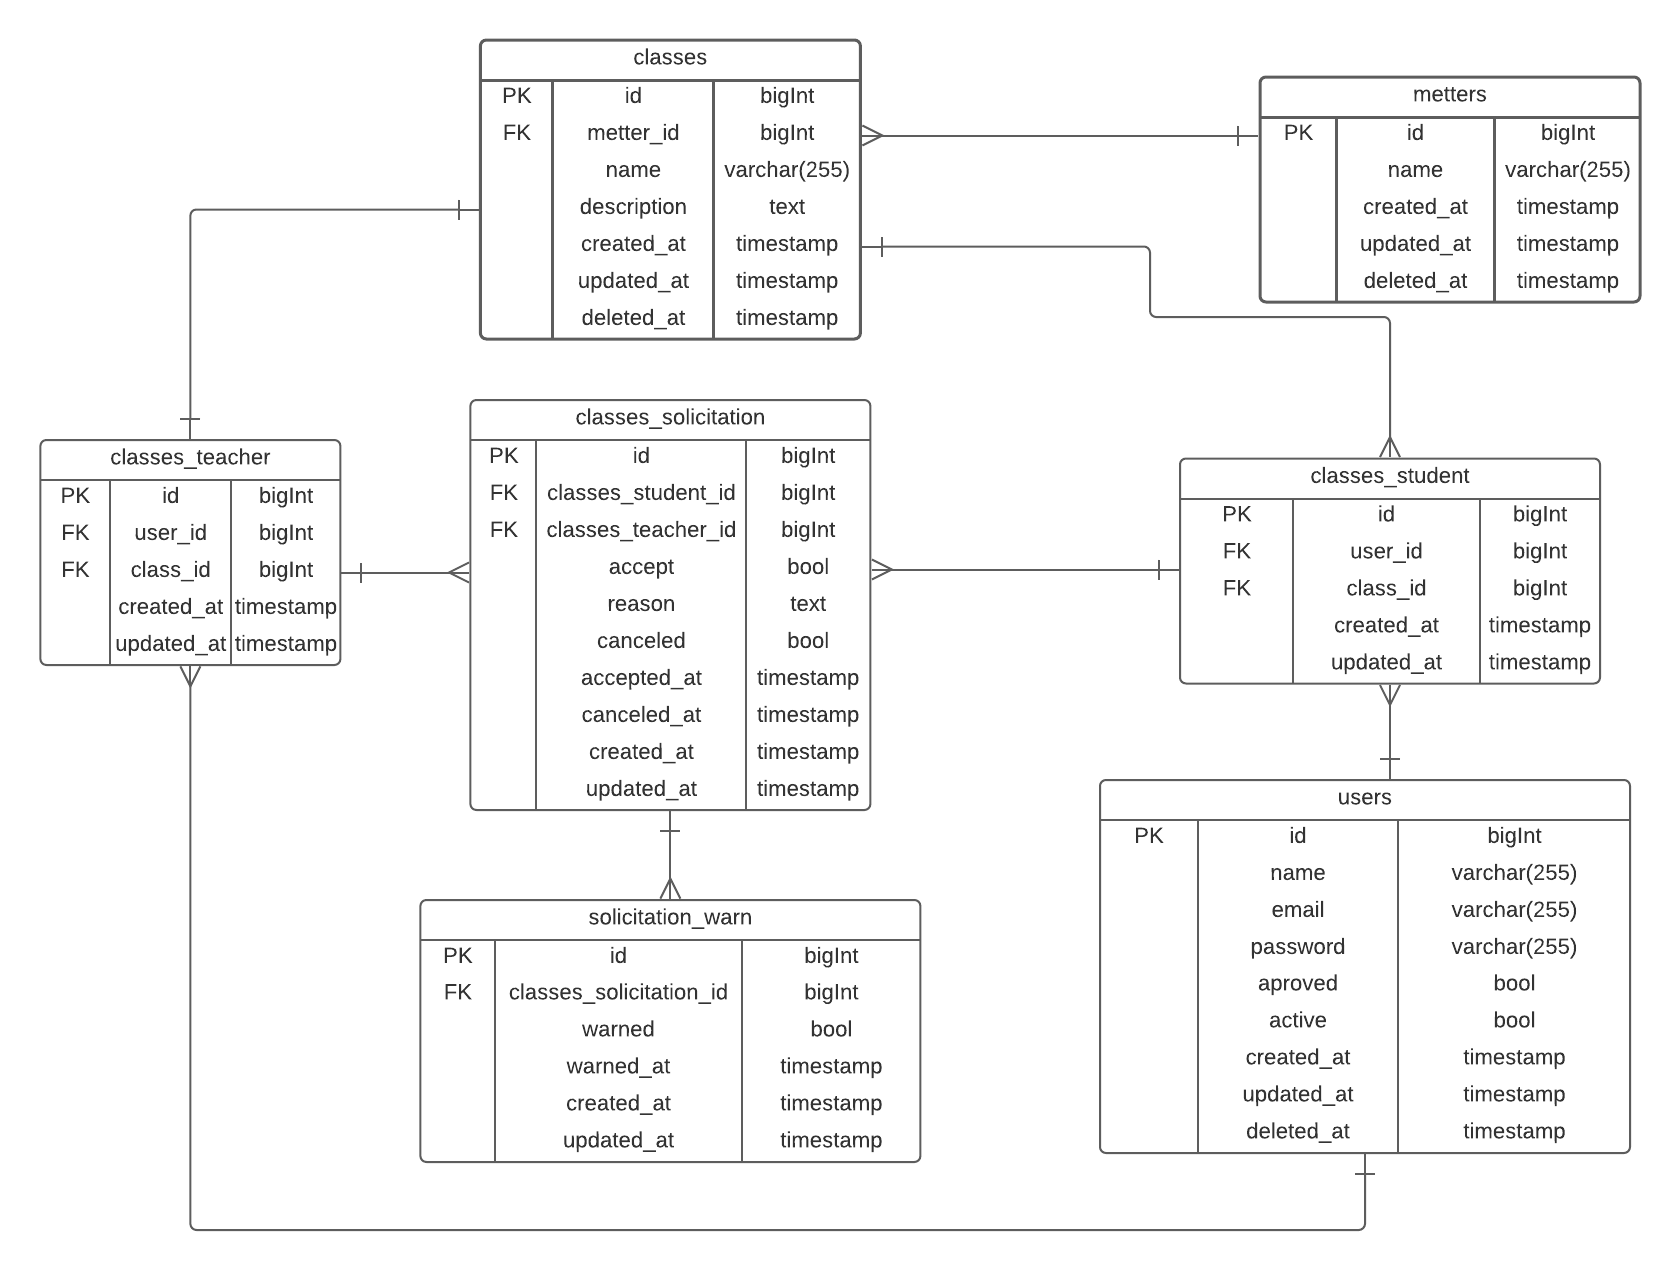 classes
PK id bigInt
FK metter_id bigInt
name varchar(255)
description text
created_at timestamp
updated_at timestamp
deleted_at timestamp
metters
PK id bigInt
name varchar(255)
created_at timestamp
updated_at timestamp
deleted_at timestamp
classes_teacher
PK id bigInt
FK user_id bigInt
FK class_id bigInt
created_at timestamp
updated_at timestamp
classes_solicitation
PK id bigInt
FK classes_student_id bigInt
FK classes_teacher_id bigInt
accept bool
reason text
canceled bool
accepted_at timestamp
canceled_at timestamp
created_at timestamp
updated_at timestamp
classes_student
PK id bigInt
FK user_id bigInt
FK class_id bigInt
created_at timestamp
updated_at timestamp
solicitation_warn
PK id bigInt
FK classes_solicitation_id bigInt
warned bool
warned_at timestamp
created_at timestamp
updated_at timestamp
users
PK id bigInt
name varchar(255)
email varchar(255)
password varchar(255)
aproved bool
active bool
created_at timestamp
updated_at timestamp
deleted_at timestamp